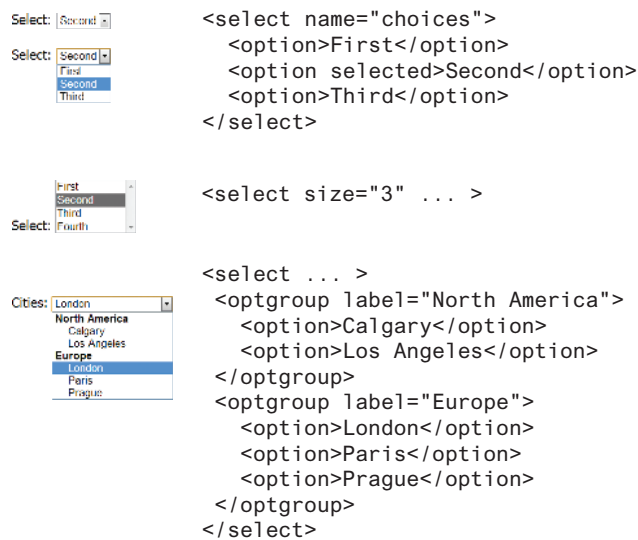 Select: Second
Select: Second
First
Second
Third
<select name="choices">
<option>First</option>
<option selected>Second</option>
<option>Third</option>
</select>
First
Second
Third
Select: Fourth
<select size="3" ... >
Cities: London
North America
Calgary
Los Angeles
Europe
London
Paris
Prague
<select ... >
<optgroup label="North America">
<option>Calgary</option>
<option>Los Angeles</option>
</optgroup>
<optgroup label="Europe">
<option>London</option>
<option>Paris</option>
<option>Prague</option>
</optgroup>
</select>